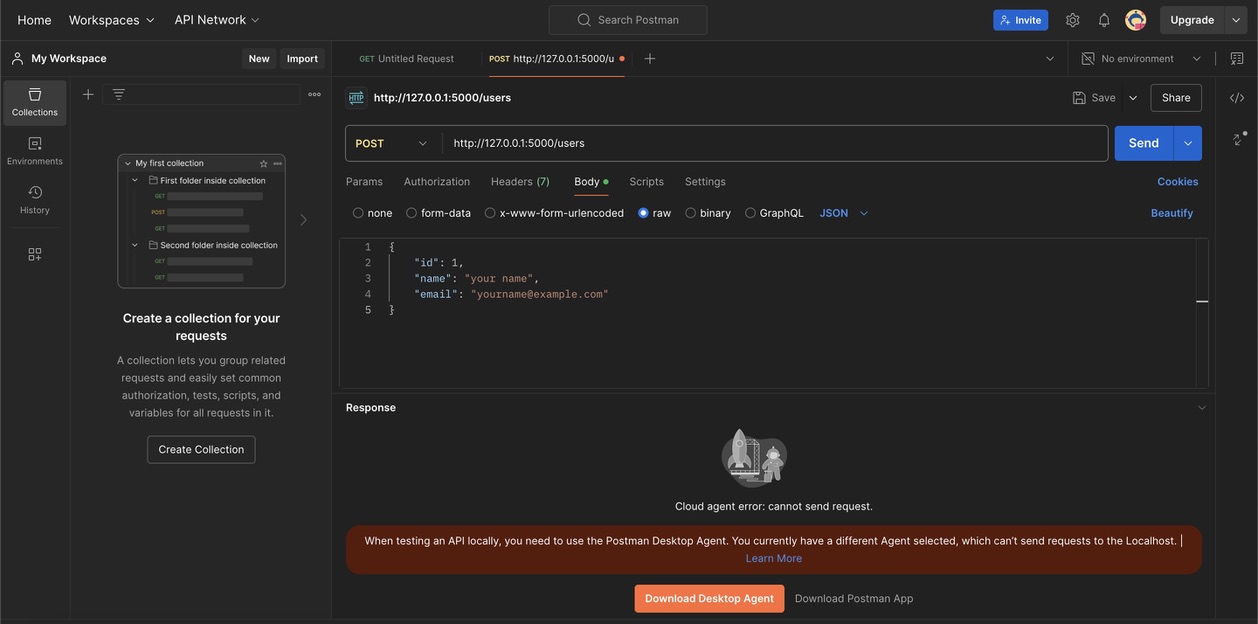 Home Workspaces API Network Search Postman Invite Upgrade
My Workspace New Import GET Untitled Request POST http://127.0.0.1:5000/u No environment
Collections
Environments
History
My first collection
First folder inside collection
GET
POST
GET
Second folder inside collection
GET
GET
Create a collection for your
requests
A collection lets you group related
requests and easily set common
authorization, tests, scripts, and
variables for all requests in it.
Create Collection
HTTP http://127.0.0.1:5000/users Save Share
POST http://127.0.0.1:5000/users Send
Params Authorization Headers (7) Body Scripts Settings Cookies
none form-data x-www-form-urlencoded raw binary GraphQL JSON Beautify
1 {
2 "id": 1,
3 "name": "your name",
4 "email": "yourname@example.com"
5 }
Response
Cloud agent error: cannot send request.
When testing an API locally, you need to use the Postman Desktop Agent. You currently have a different Agent selected, which can't send requests to the Localhost. |
Learn More
Download Desktop Agent Download Postman App